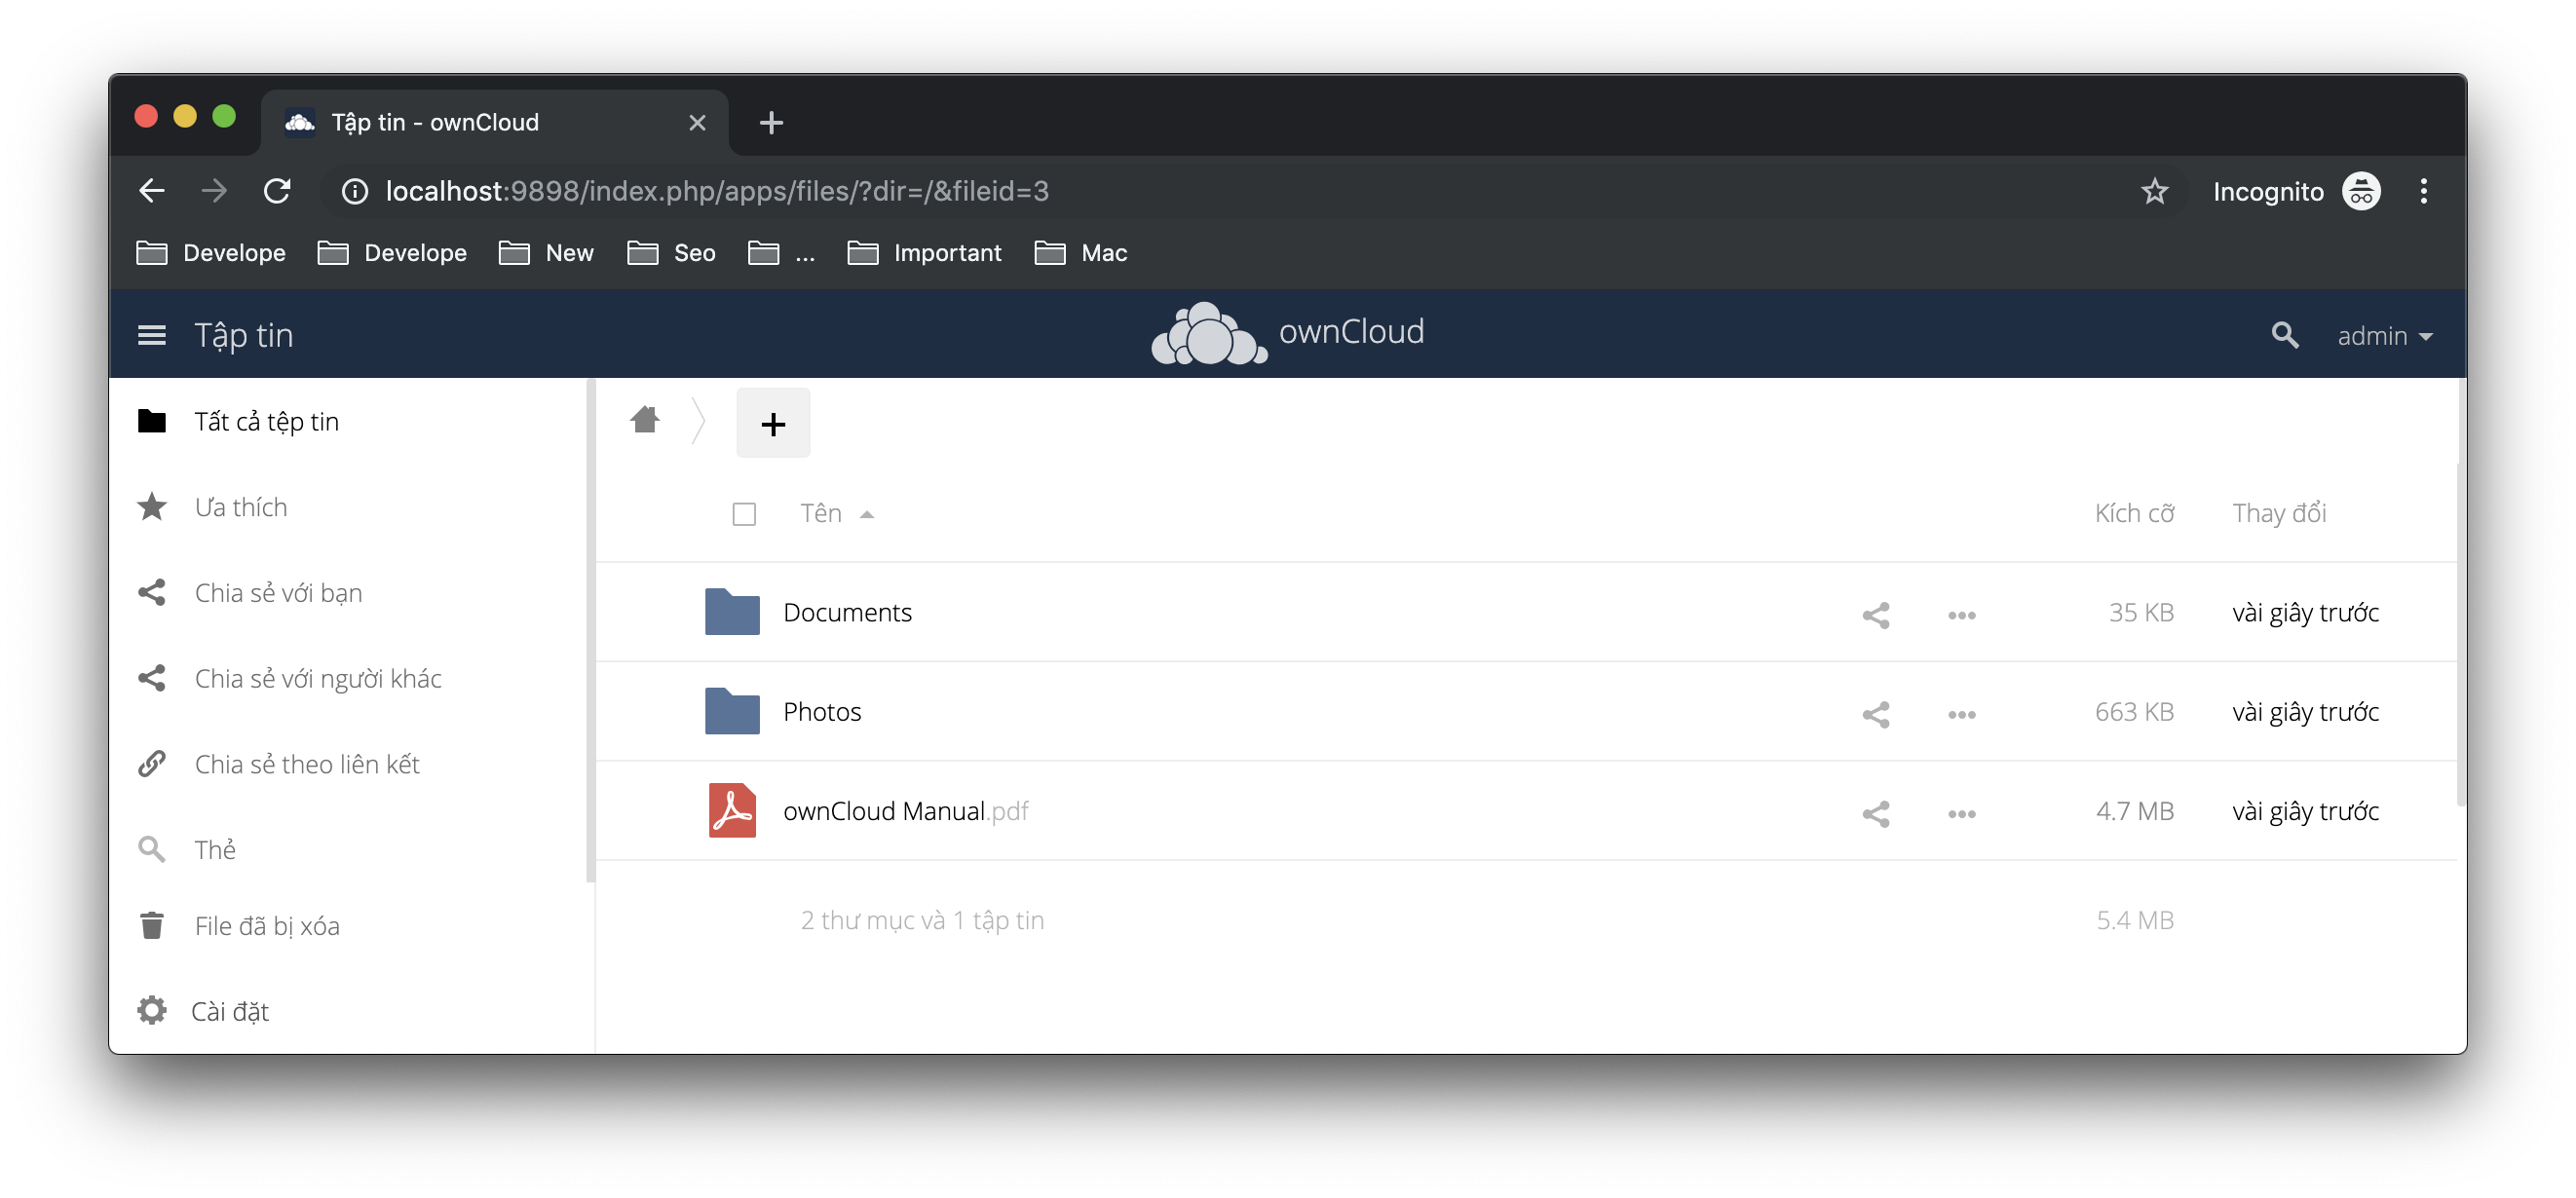 Tập tin - ownCloud
localhost:9898/index.php/apps/files/?dir=/&fileid=3
Incognito
Develope Develope New Seo ... Important Mac
Tập tin
ownCloud
admin
Tất cả tệp tin
Ưa thích
Chia sẻ với bạn
Chia sẻ với người khác
Chia sẻ theo liên kết
Thẻ
File đã bị xóa
Cài đặt
Tên Kích cỡ Thay đổi
Documents 35 KB vài giây trước
Photos 663 KB vài giây trước
ownCloud Manual.pdf 4.7 MB vài giây trước
2 thư mục và 1 tập tin 5.4 MB